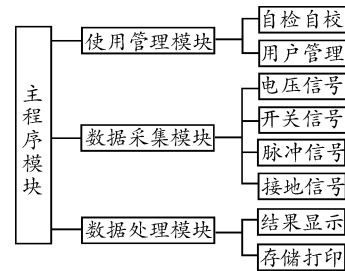 主程序模块
使用管理模块
自检自校
用户管理
数据采集模块
电压信号
开关信号
脉冲信号
接地信号
数据处理模块
结果显示
存储打印